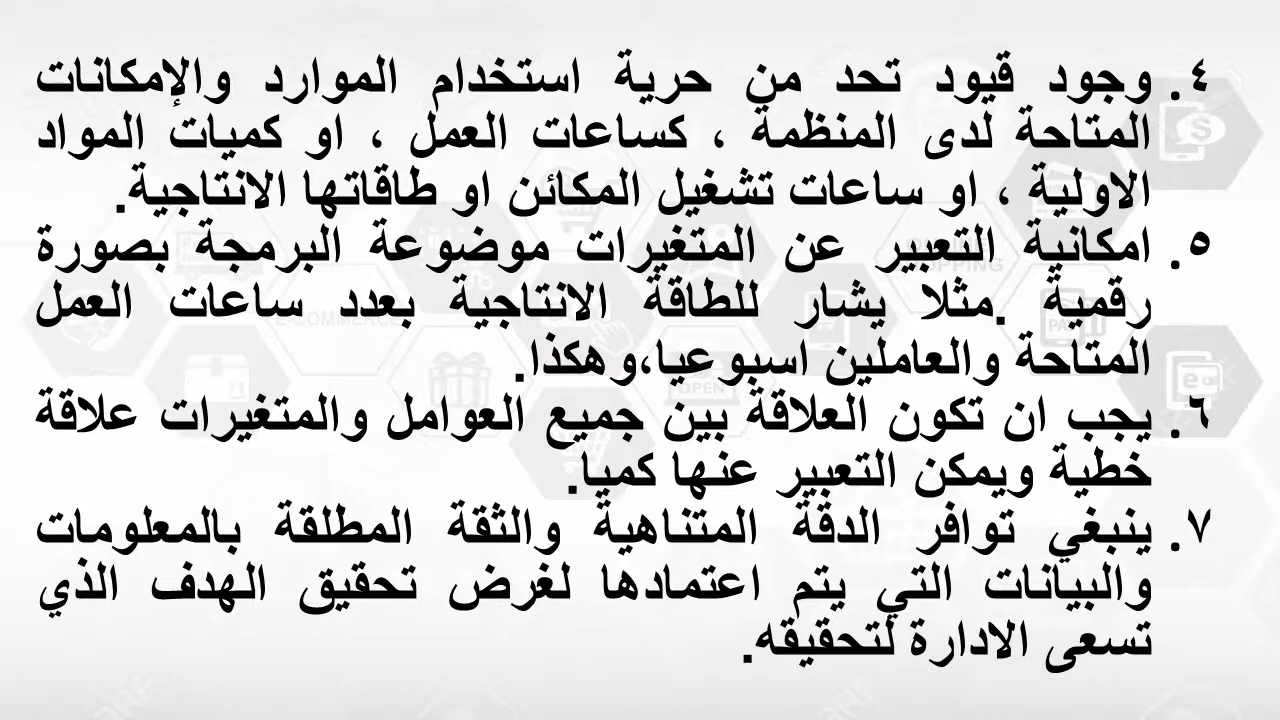 ٤. وجود قيود تحد من حرية استخدام الموارد والإمكانات
المتاحة لدى المنظمة ، كساعات العمل ، او كميات المواد
الاولية ، او ساعات تشغيل المكائن او طاقاتها الانتاجية.
٥. امكانية التعبير عن المتغيرات موضوعة البرمجة بصورة
رقمية .مثلا يشار للطاقة الانتاجية بعدد ساعات العمل
المتاحة والعاملين اسبوعيا،وهكذا.
٦. يجب ان تكون العلاقة بين جميع العوامل والمتغيرات علاقة
خطية ويمكن التعبير عنها كميا.
٧. ينبغي توافر الدقة المتناهية والثقة المطلقة بالمعلومات
والبيانات التي يتم اعتمادها لغرض تحقيق الهدف الذي
تسعى الادارة لتحقيقه.
E-COMMERCE
OPEN